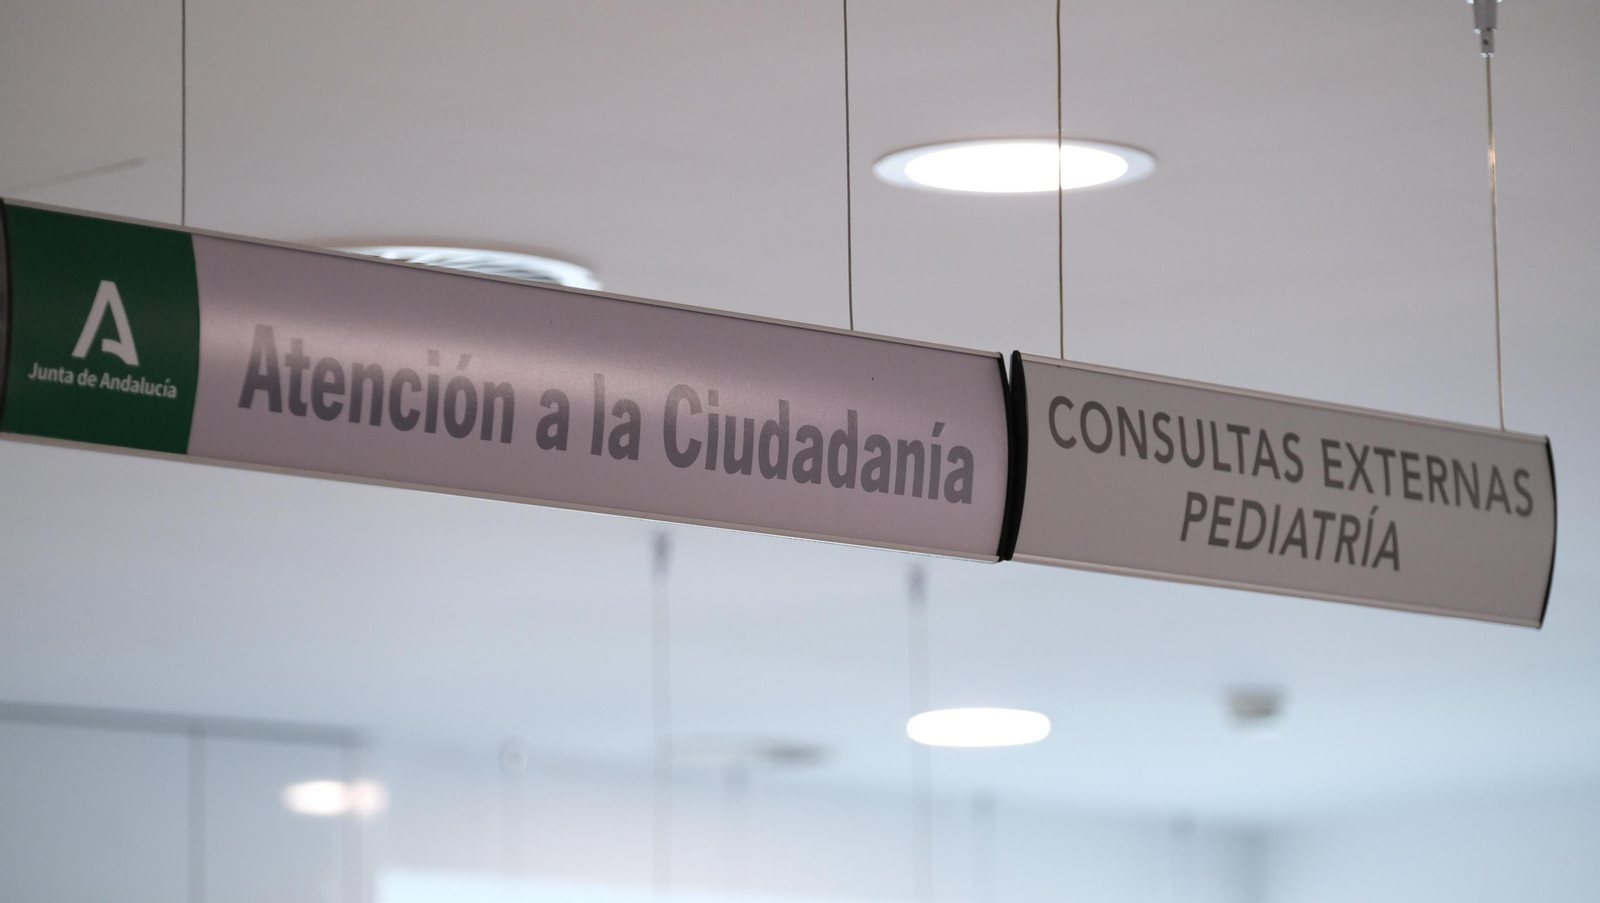 Junta de Andalucía
Atención a la Ciudadanía
CONSULTAS EXTERNAS
PEDIATRÍA